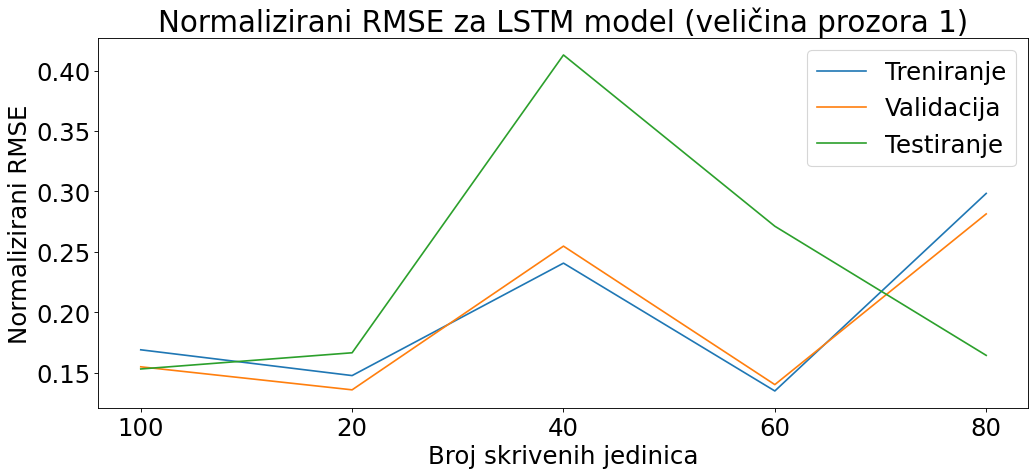 Normalizirani RMSE za LSTM model (veličina prozora 1)
Treniranje
Validacija
Testiranje
Normalizirani RMSE
0.40
0.35
0.30
0.25
0.20
0.15
100 20 40 60 80
Broj skrivenih jedinica